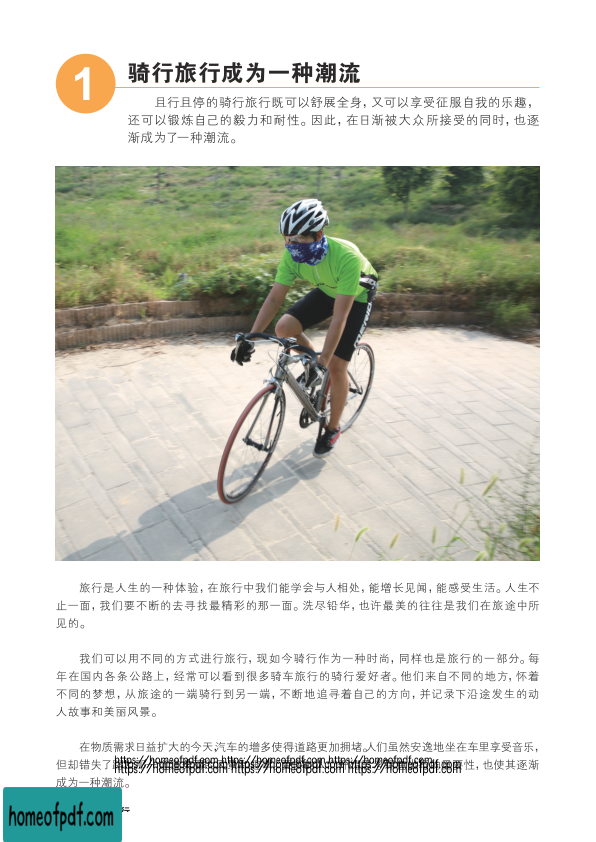 1
骑行旅行成为一种潮流
且行且停的骑行旅行既可以舒展全身，又可以享受征服自我的乐趣，
还可以锻炼自己的毅力和耐性。因此，在日渐被大众所接受的同时，也逐
渐成为了一种潮流。
旅行是人生的一种体验，在旅行中我们能学会与人相处，能增长见闻，能感受生活。人生不
止一面，我们要不断的去寻找最精彩的那一面。洗尽铅华，也许最美的往往是我们在旅途中所
见的。
我们可以用不同的方式进行旅行，现如今骑行作为一种时尚，同样也是旅行的一部分。每
年在国内各条公路上，经常可以看到很多骑车旅行的骑行爱好者。他们来自不同的地方，怀着
不同的梦想，从旅途的一端骑行到另一端，不断地追寻着自己的方向，并记录下沿途发生的动
人故事和美丽风景。
在物质需求日益扩大的今天，汽车的增多使得道路更加拥堵。人们虽然安逸地坐在车里享受音乐，
https://homeofpdf.com https://homeofpdf.com https://homeofpdf.com
但却错失了 性，也使其逐渐
https://homeofpdf.com https://homeofpdf.com https://homeofpdf.com
成为一种潮流。
行
homeofpdf.com